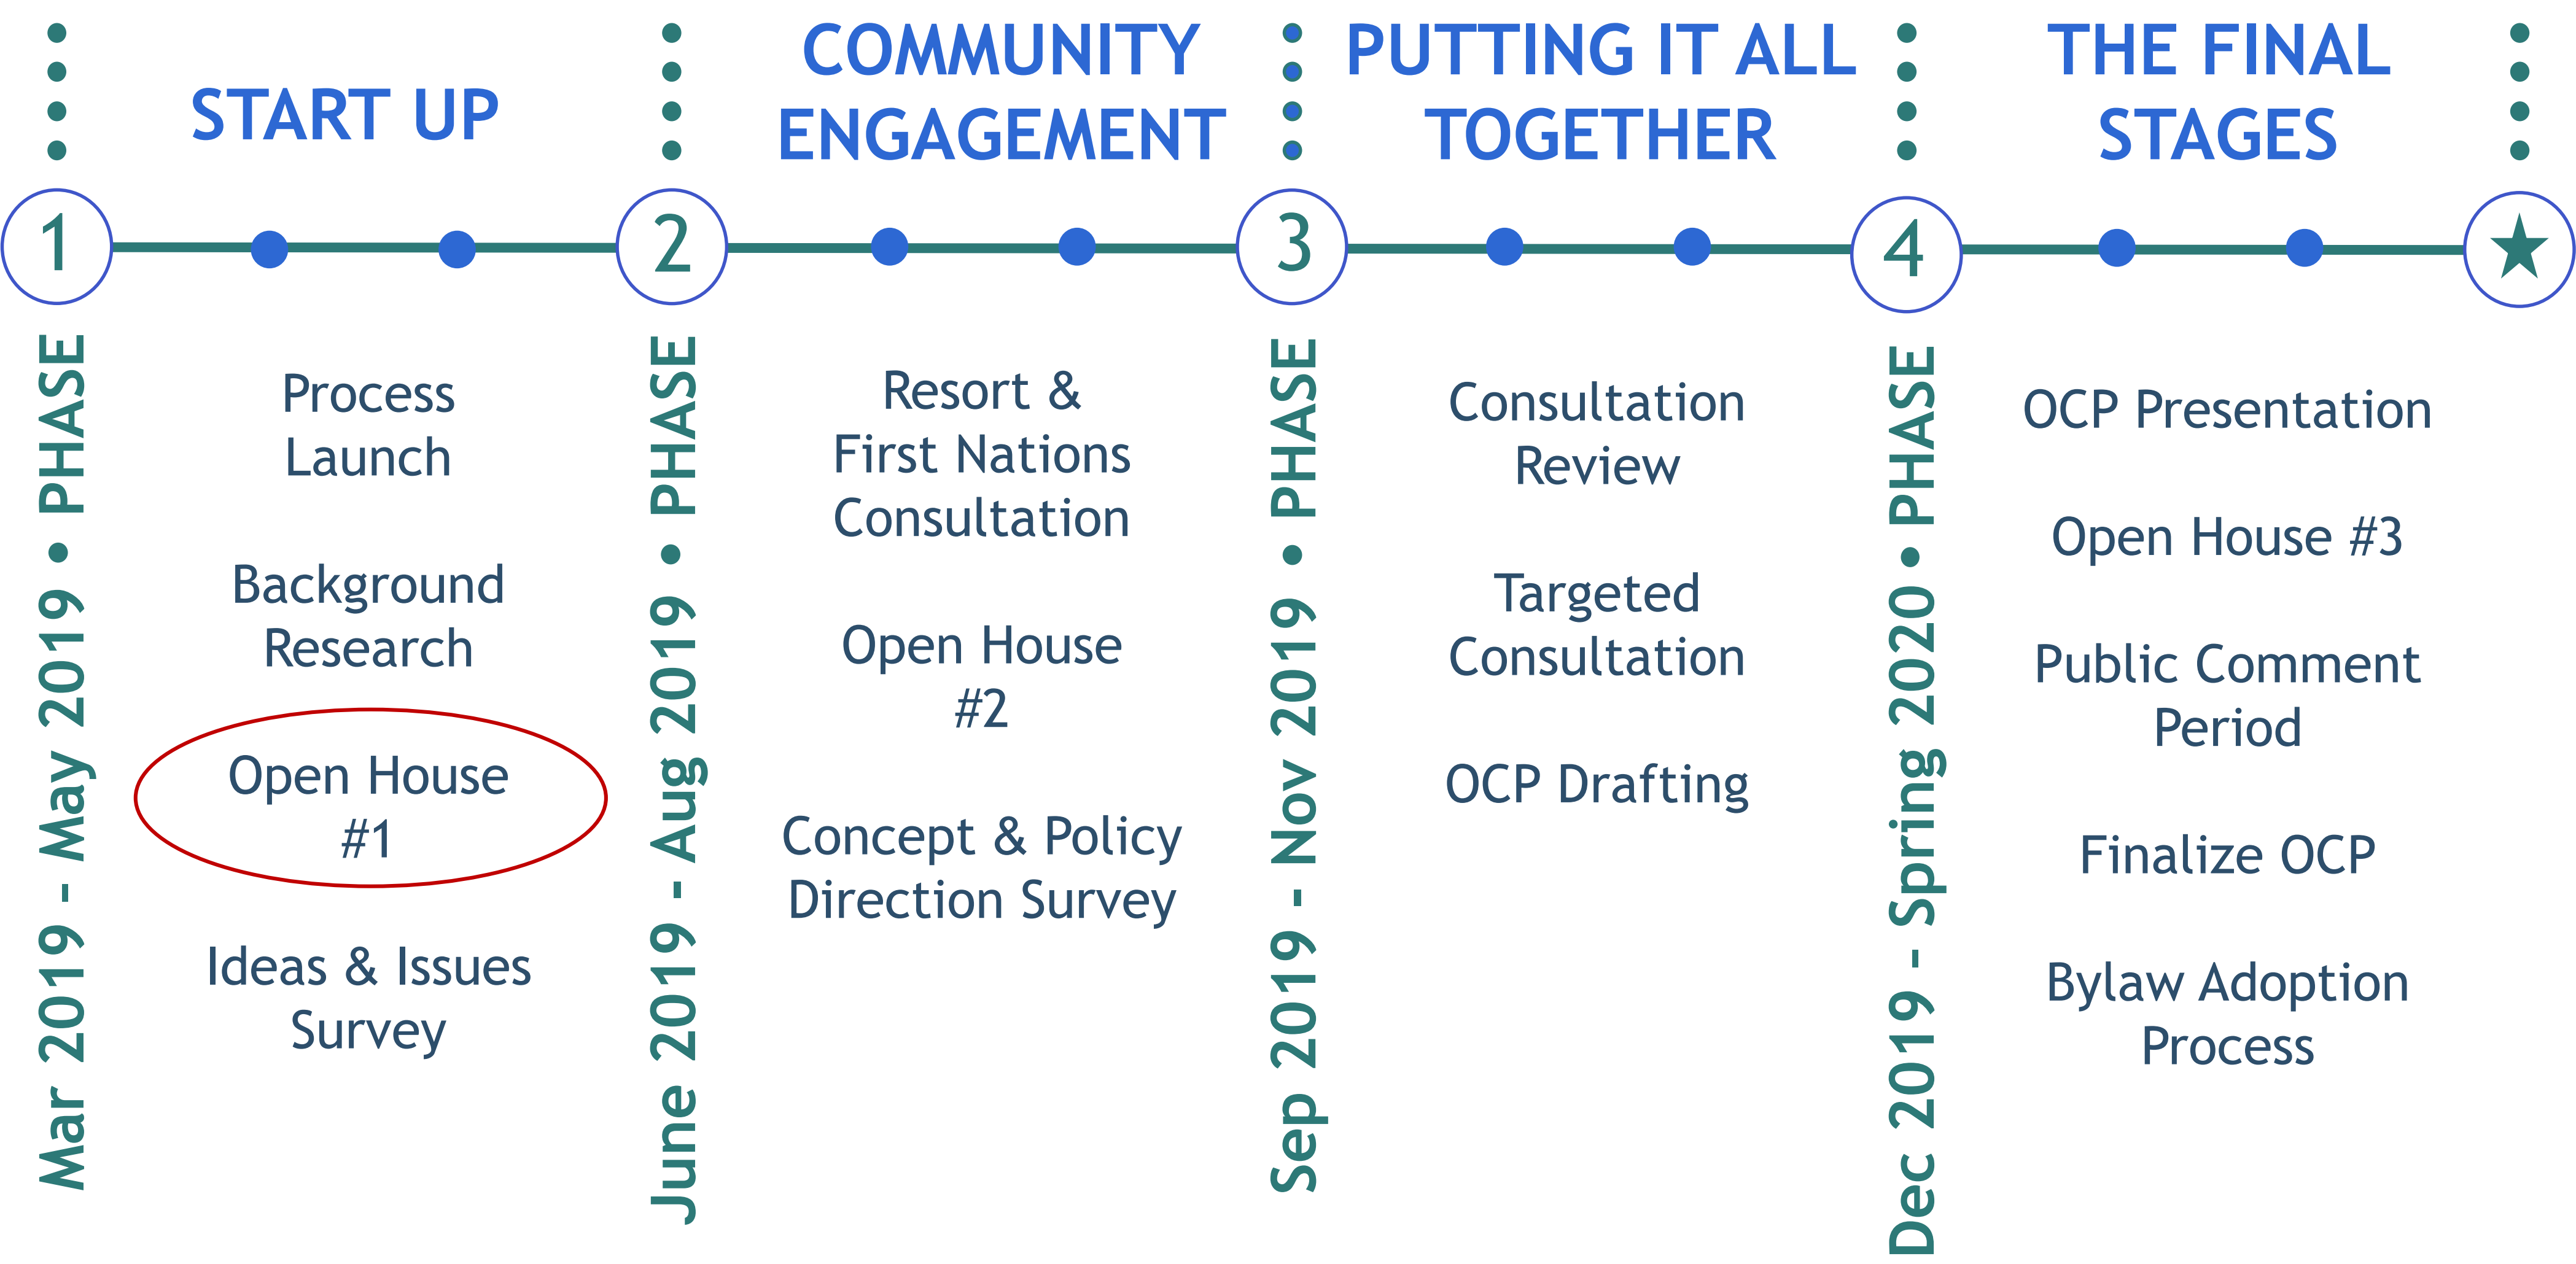 START UP
COMMUNITY
ENGAGEMENT
PUTTING IT ALL
TOGETHER
THE FINAL
STAGES
1
2
3
4
Mar 2019 - May 2019 • PHASE
Process
Launch
Background
Research
Open House
#1
Ideas & Issues
Survey
June 2019 - Aug 2019 • PHASE
Resort &
First Nations
Consultation
Open House
#2
Concept & Policy
Direction Survey
Sep 2019 - Nov 2019 • PHASE
Consultation
Review
Targeted
Consultation
OCP Drafting
Dec 2019 - Spring 2020 • PHASE
OCP Presentation
Open House #3
Public Comment
Period
Finalize OCP
Bylaw Adoption
Process